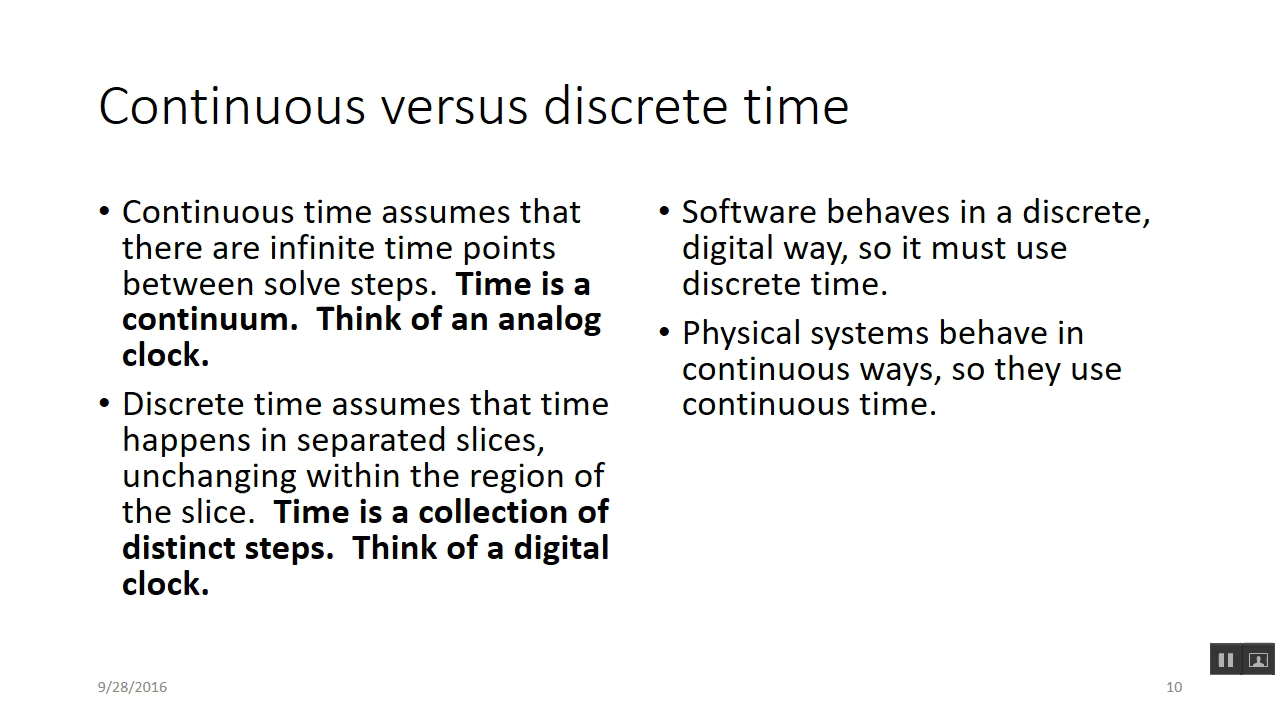 Continuous versus discrete time
• Continuous time assumes that
there are infinite time points
between solve steps.  Time is a
continuum.  Think of an analog
clock.
• Discrete time assumes that time
happens in separated slices,
unchanging within the region of
the slice.  Time is a collection of
distinct steps.  Think of a digital
clock.
• Software behaves in a discrete,
digital way, so it must use
discrete time.
• Physical systems behave in
continuous ways, so they use
continuous time.
9/28/2016
10